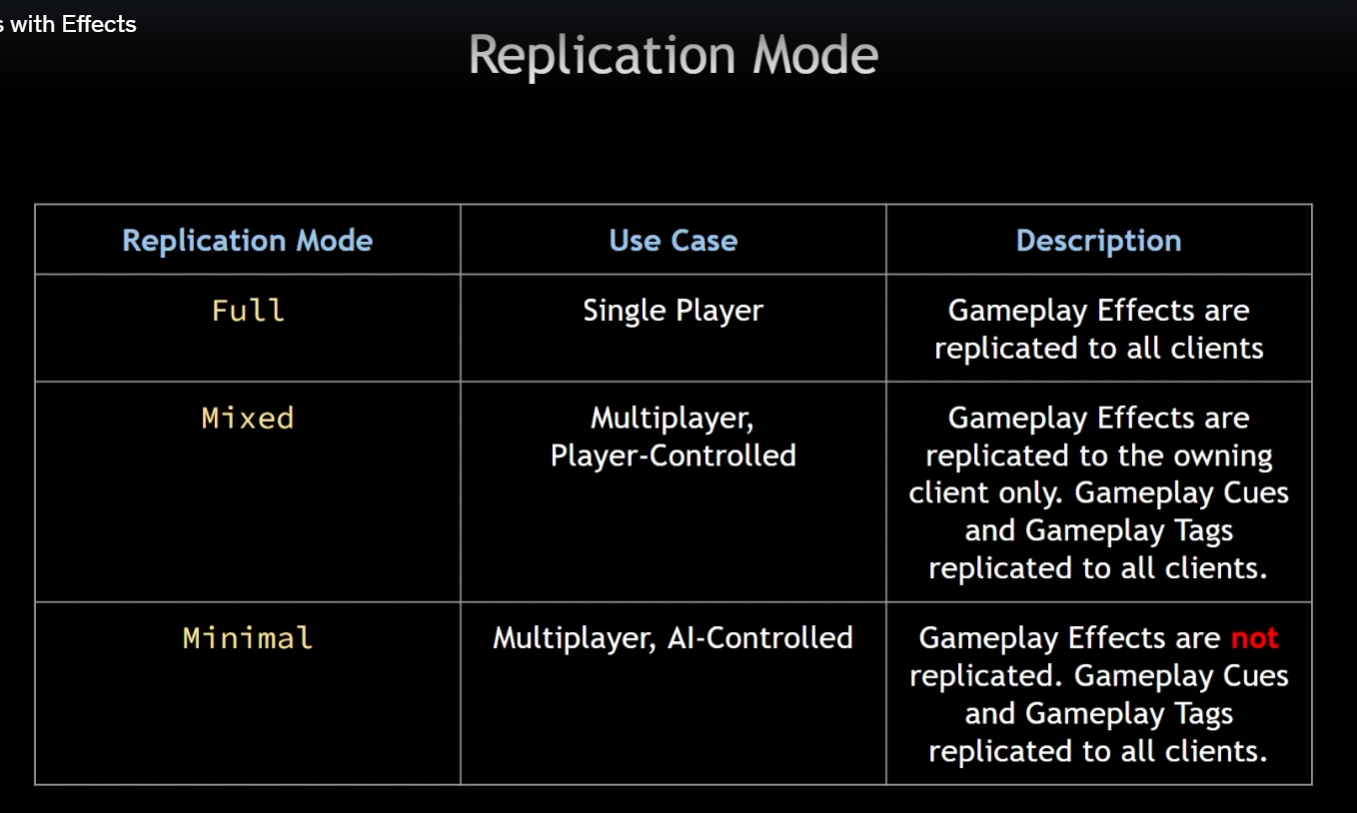 s with Effects
Replication Mode
Replication Mode
Use Case
Description
Full
Single Player
Gameplay Effects are
replicated to all clients
Mixed
Multiplayer,
Player-Controlled
Gameplay Effects are
replicated to the owning
client only. Gameplay Cues
and Gameplay Tags
replicated to all clients.
Minimal
Multiplayer, AI-Controlled
Gameplay Effects are not
replicated. Gameplay Cues
and Gameplay Tags
replicated to all clients.